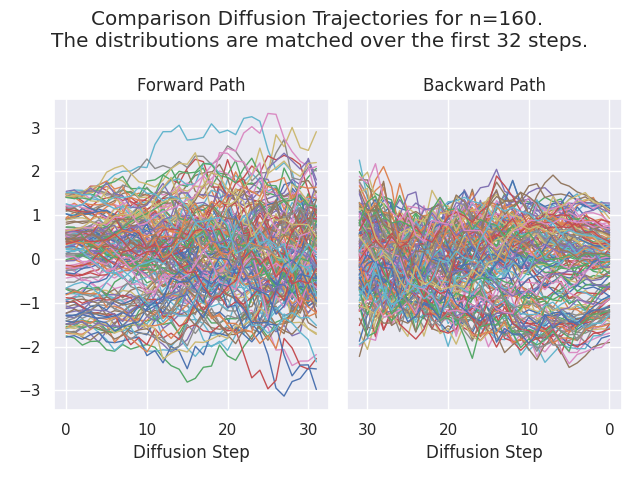 Comparison Diffusion Trajectories for n=160.
The distributions are matched over the first 32 steps.
Forward Path
Backward Path
3
2
1
0
−1
−2
−3
0 10 20 30
30 20 10 0
Diffusion Step
Diffusion Step